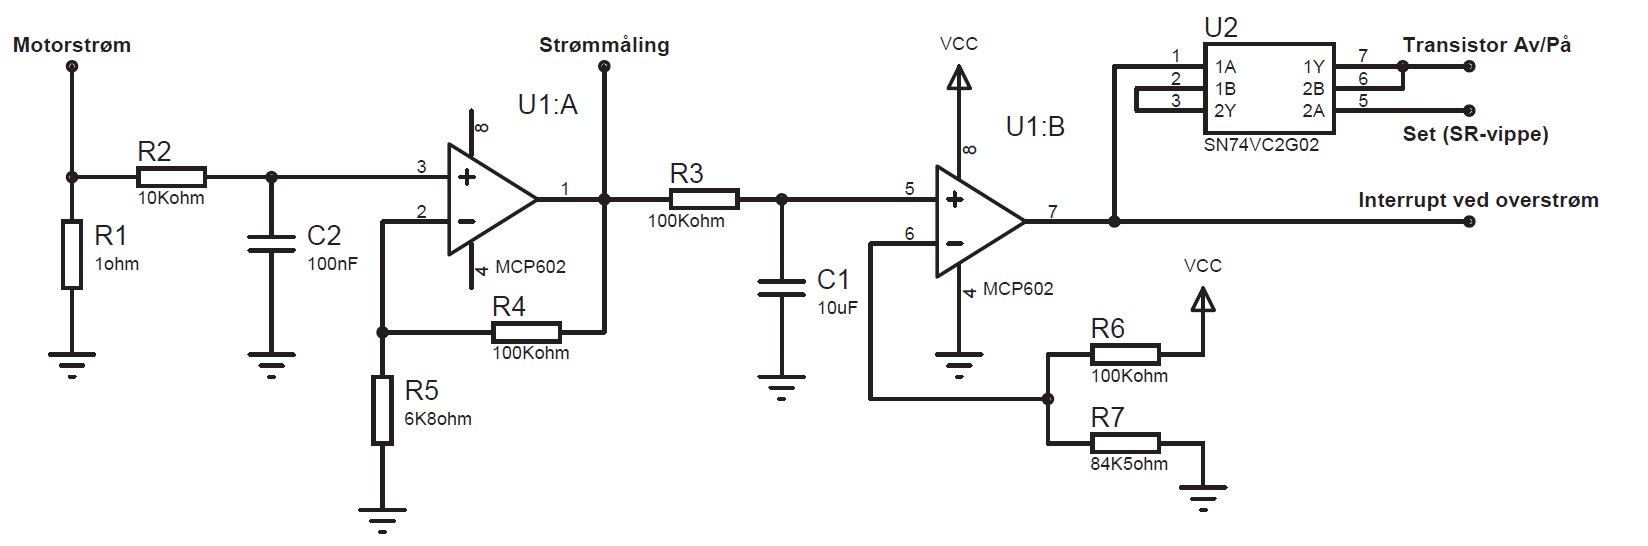 Motorstrøm
Strømmåling
VCC
U2
Transistor Av/På
Set (SR-vippe)
1
2
3
1A
1B
2Y
1Y
2B
2A
7
6
5
SN74VC2G02
U1:A
8
3
2
1
4
MCP602
R2
10Kohm
R1
1ohm
C2
100nF
R3
100Kohm
U1:B
8
5
6
7
4
MCP602
Interrupt ved overstrøm
C1
10uF
R4
100Kohm
R5
6K8ohm
VCC
R6
100Kohm
R7
84K5ohm